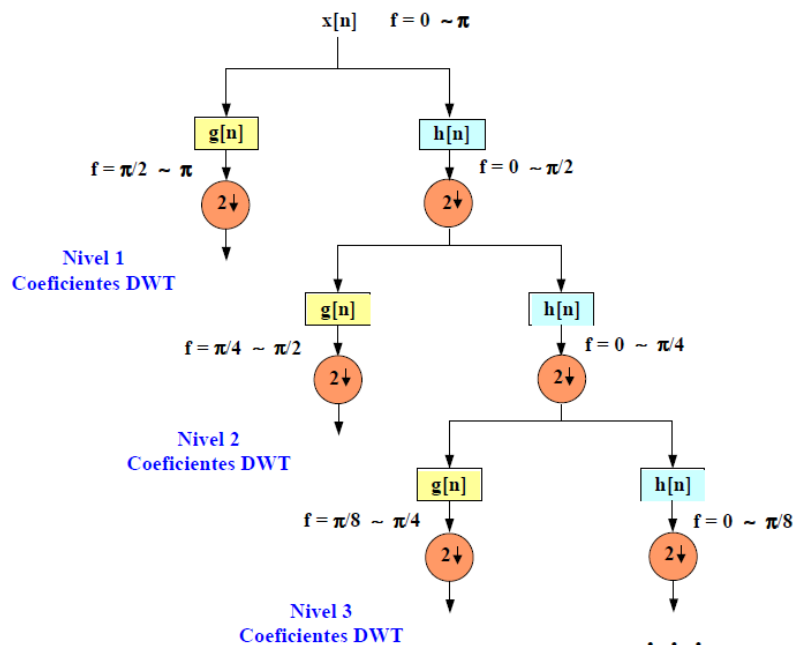 x[n] f = 0 ~ π
g[n] h[n]
f = π/2 ~ π f = 0 ~ π/2
2↓ 2↓
Nivel 1
Coeficientes DWT
g[n] h[n]
f = π/4 ~ π/2 f = 0 ~ π/4
2↓ 2↓
Nivel 2
Coeficientes DWT
g[n] h[n]
f = π/8 ~ π/4 f = 0 ~ π/8
2↓ 2↓
Nivel 3
Coeficientes DWT
. . .